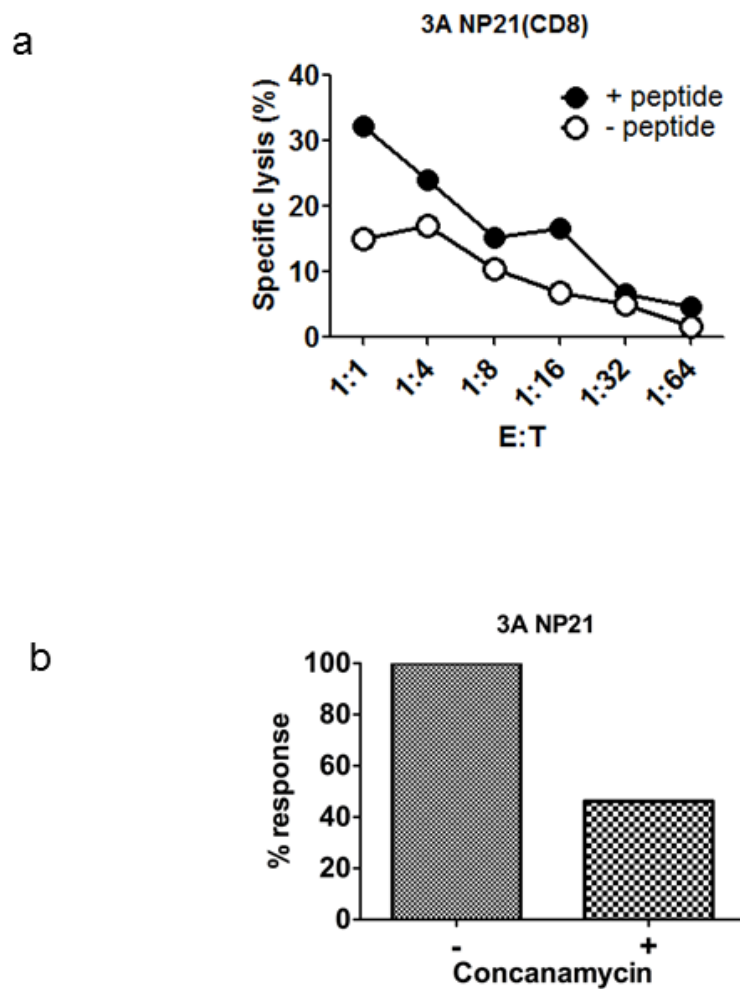 a
3A NP21(CD8)
Specific lysis (%)
40
30
20
10
0
+ peptide
- peptide
1:1 1:4 1:8 1:16 1:32 1:64
E:T
b
3A NP21
% response
100
80
60
40
20
0
- +
Concanamycin